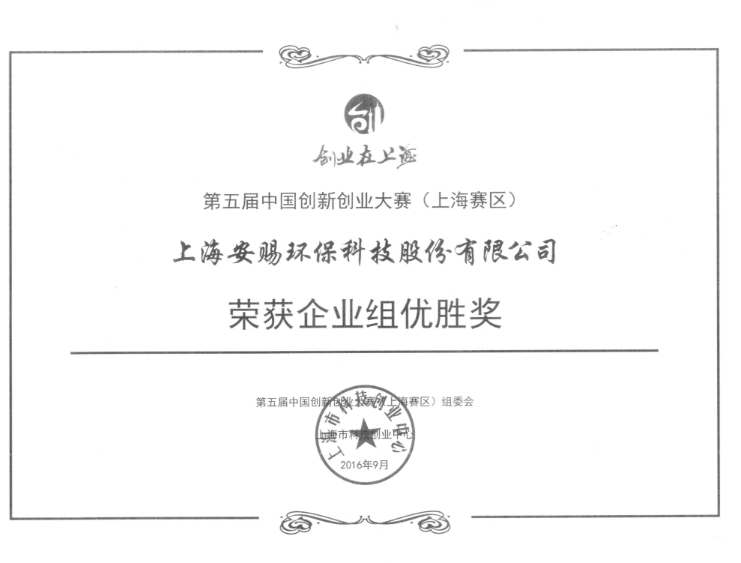 创业在上海
第五届中国创新创业大赛（上海赛区）
上海安赐环保科技股份有限公司
荣获企业组优胜奖
第五届中国创新创业大赛（上海赛区）组委会
上海市科技创业中心
上海市科技创业中心
2016年9月